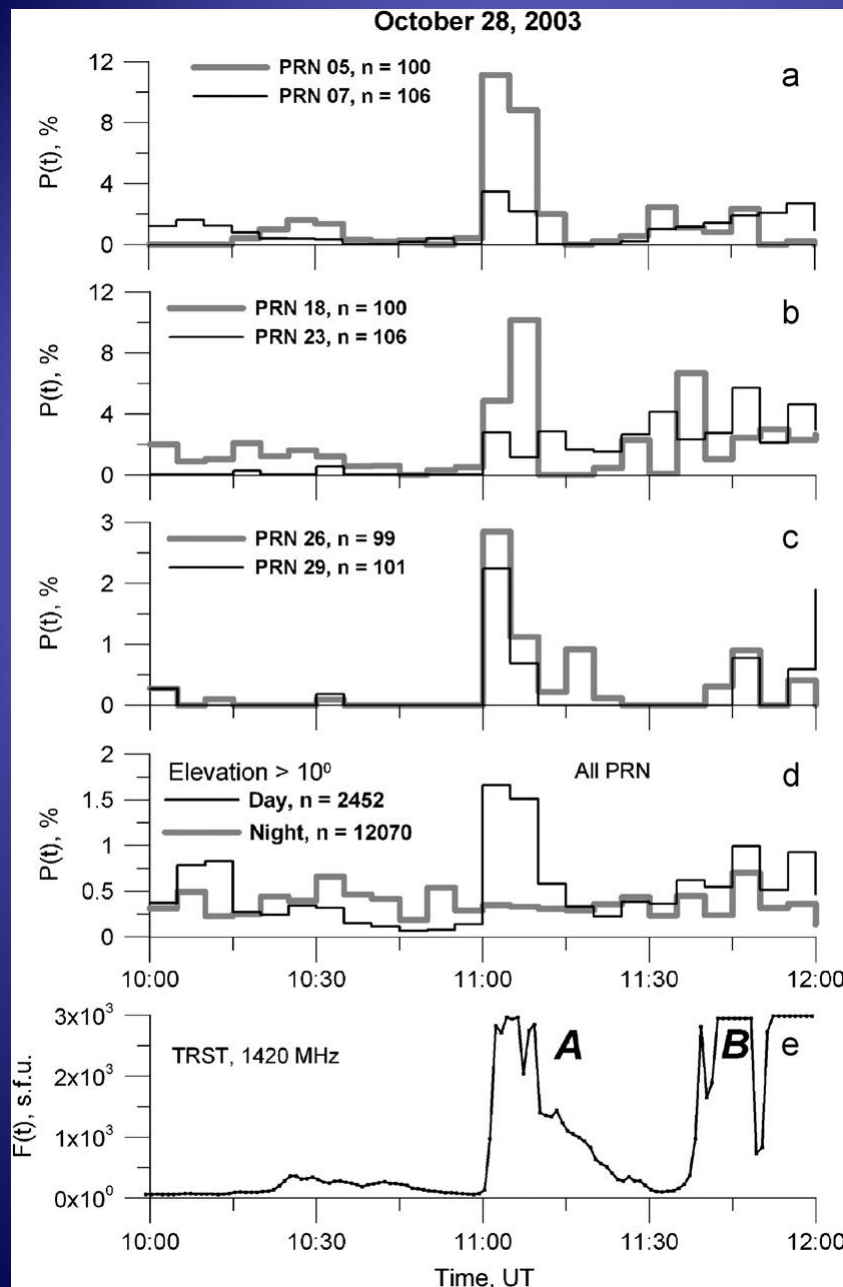 October 28, 2003
a
PRN 05, n = 100
PRN 07, n = 106
P(t), %
12
8
4
0
b
PRN 18, n = 100
PRN 23, n = 106
P(t), %
12
8
4
0
c
PRN 26, n = 99
PRN 29, n = 101
P(t), %
3
2
1
0
d
Elevation > 10⁰ All PRN
Day, n = 2452
Night, n = 12070
P(t), %
2
1.5
1
0.5
0
10:00 10:30 11:00 11:30 12:00
e
TRST, 1420 MHz
A B
F(t), s.f.u.
3x10³
2x10³
1x10³
0x10⁰
10:00 10:30 11:00 11:30 12:00
Time, UT